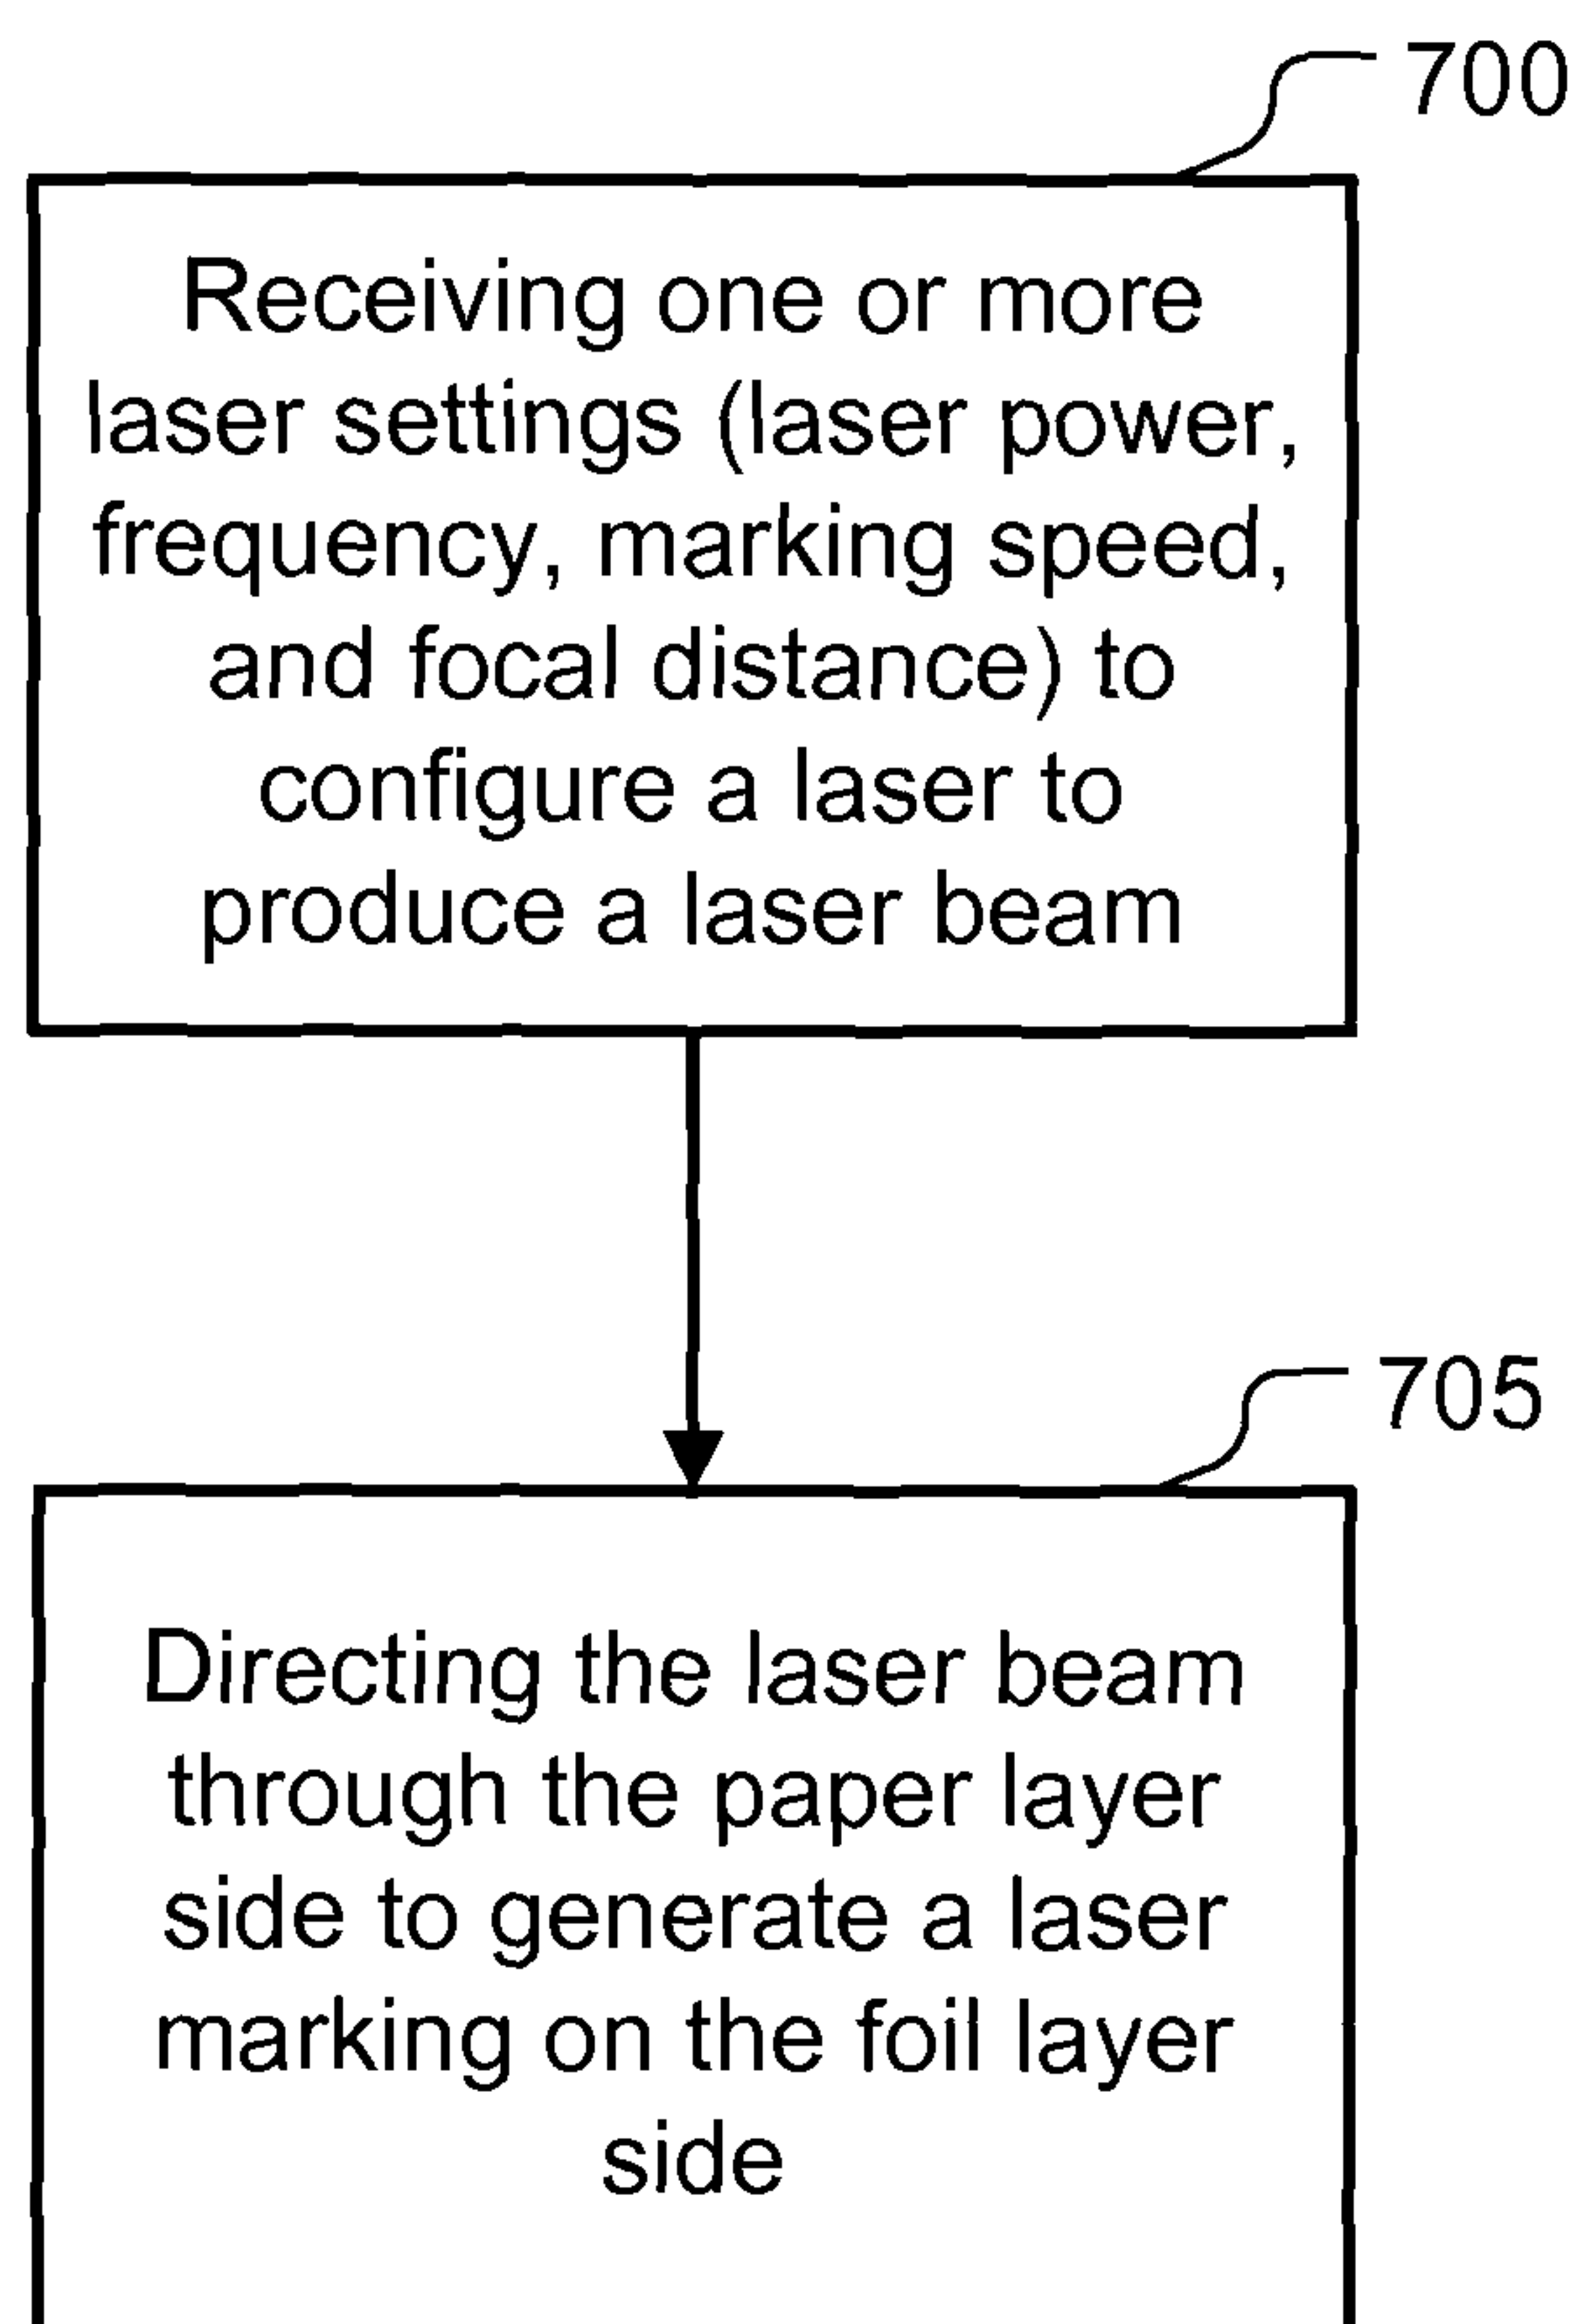 700
Receiving one or more
laser settings (laser power,
frequency, marking speed,
and focal distance) to
configure a laser to
produce a laser beam
705
Directing the laser beam
through the paper layer
side to generate a laser
marking on the foil layer
side